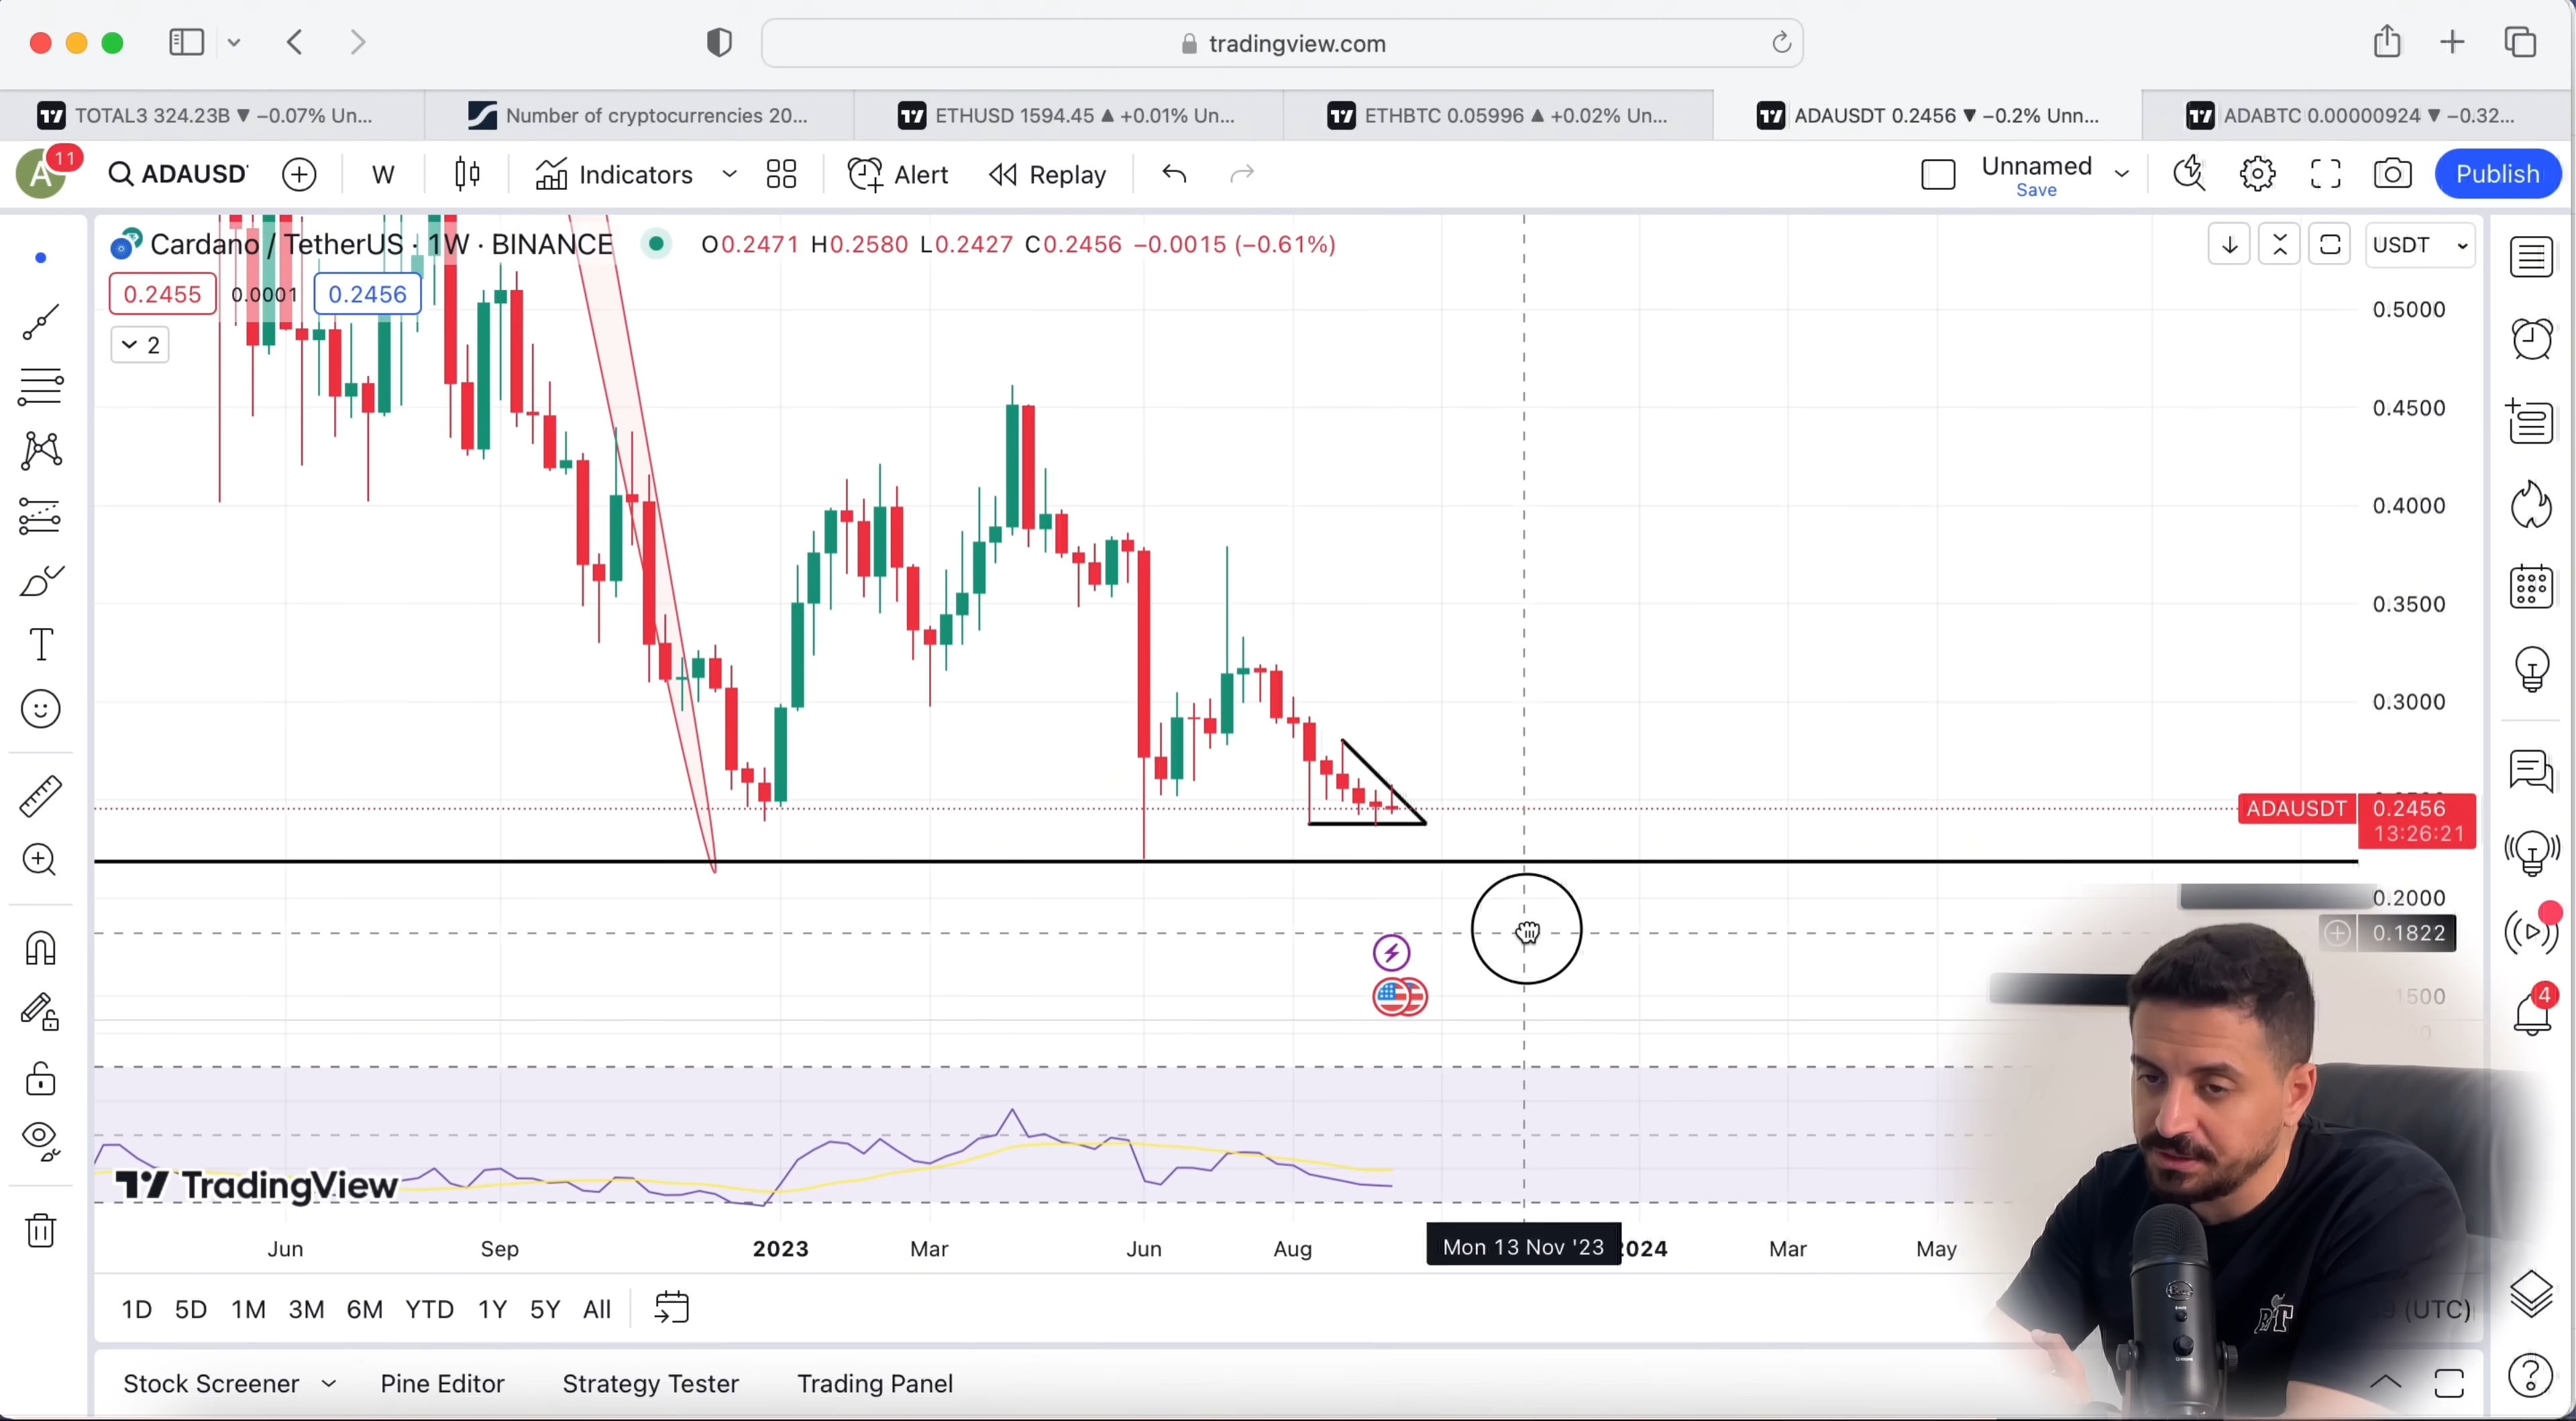 tradingview.com
TOTAL3 324.23B ▼ −0.07% Un...
Number of cryptocurrencies 20...
ETHUSD 1594.45 ▲ +0.01% Un...
ETHBTC 0.05996 ▲ +0.02% Un...
ADAUSDT 0.2456 ▼ −0.2% Unn...
ADABTC 0.00000924 ▼ −0.32...
A
11
ADAUSD
W
Indicators
Alert
Replay
Unnamed
Save
Publish
Cardano / TetherUS · 1W · BINANCE
O0.2471 H0.2580 L0.2427 C0.2456 −0.0015 (−0.61%)
USDT
0.2455
0.0001
0.2456
2
0.5000
0.4500
0.4000
0.3500
0.3000
ADAUSDT
0.2456
13:26:21
0.2000
0.1822
1500
4
TradingView
Jun
Sep
2023
Mar
Jun
Aug
Mon 13 Nov '23
2024
Mar
May
1D 5D 1M 3M 6M YTD 1Y 5Y All
(UTC)
Stock Screener
Pine Editor
Strategy Tester
Trading Panel